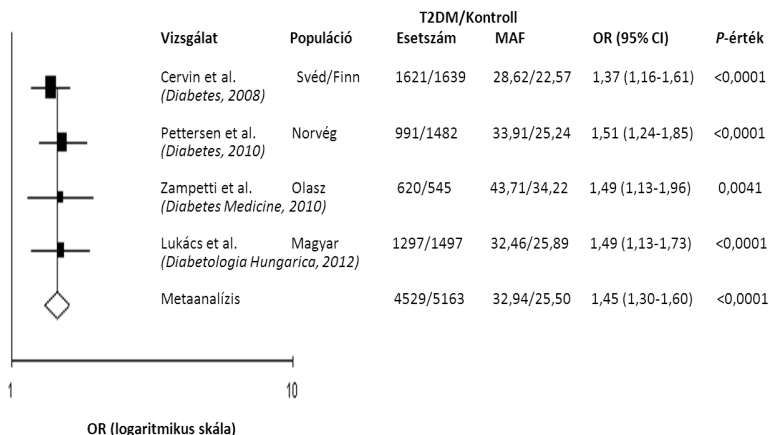 T2DM/Kontroll
Vizsgálat Populáció Esetszám MAF OR (95% CI) P-érték
Cervin et al. Svéd/Finn 1621/1639 28,62/22,57 1,37 (1,16-1,61) <0,0001
(Diabetes, 2008)
Pettersen et al. Norvég 991/1482 33,91/25,24 1,51 (1,24-1,85) <0,0001
(Diabetes, 2010)
Zampetti et al. Olasz 620/545 43,71/34,22 1,49 (1,13-1,96) 0,0041
(Diabetes Medicine, 2010)
Lukács et al. Magyar 1297/1497 32,46/25,89 1,49 (1,13-1,73) <0,0001
(Diabetologia Hungarica, 2012)
Metaanalízis 4529/5163 32,94/25,50 1,45 (1,30-1,60) <0,0001
1 10
OR (logaritmikus skála)